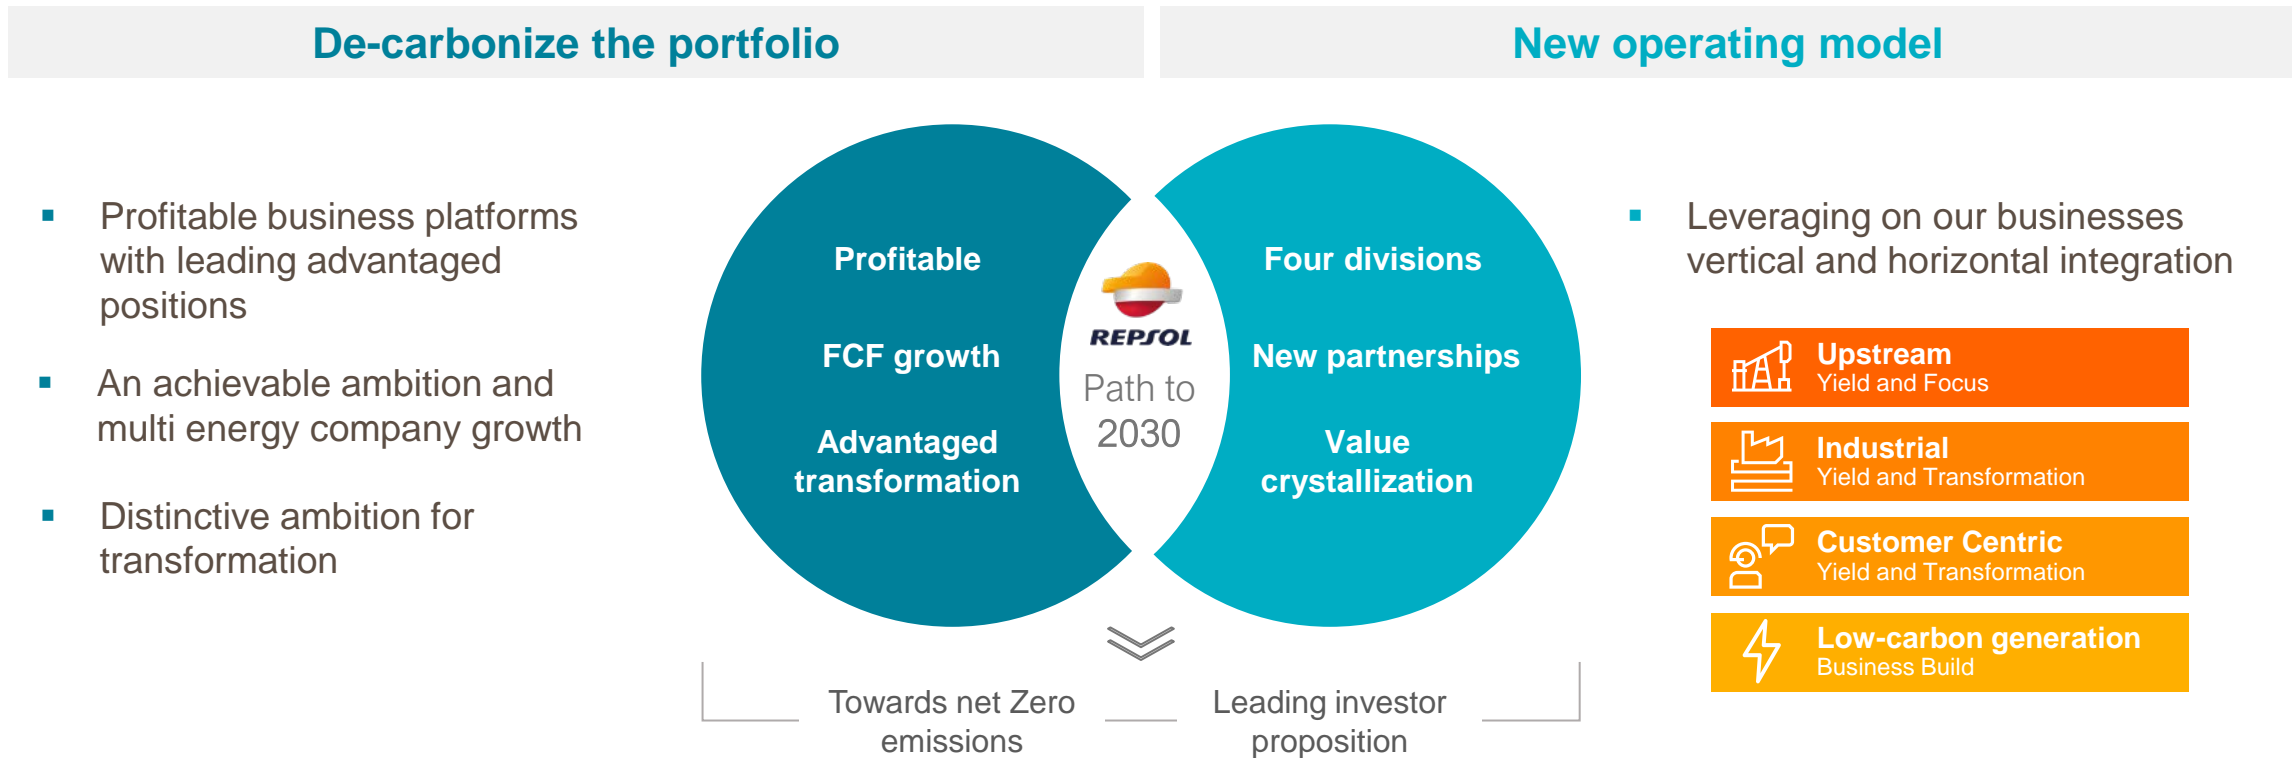 De-carbonize the portfolio
New operating model
Profitable business platforms
with leading advantaged
positions
An achievable ambition and
multi energy company growth
Distinctive ambition for
transformation
Profitable
FCF growth
Advantaged
transformation
REPSOL
Path to
2030
Four divisions
New partnerships
Value
crystallization
Leveraging on our businesses
vertical and horizontal integration
Upstream
Yield and Focus
Industrial
Yield and Transformation
Customer Centric
Yield and Transformation
Low-carbon generation
Business Build
Towards net Zero
emissions
Leading investor
proposition